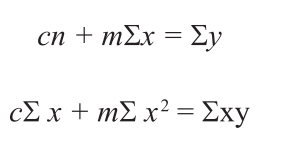 cn + mΣx = Σy
cΣ x + mΣ x² = Σxy